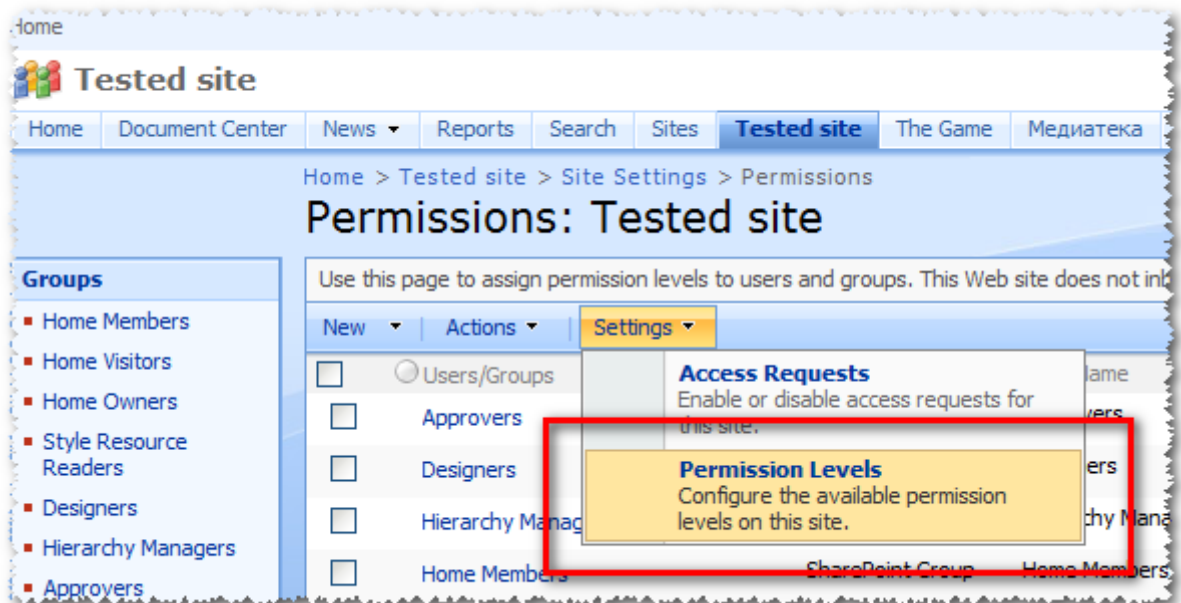 Home
Tested site
Home Document Center News Reports Search Sites Tested site The Game Медиатека
Home > Tested site > Site Settings > Permissions
Permissions: Tested site
Groups
Home Members
Home Visitors
Home Owners
Style Resource
Readers
Designers
Hierarchy Managers
Approvers
Use this page to assign permission levels to users and groups. This Web site does not inh
New Actions Settings
Users/Groups
Approvers
Designers
Hierarchy Manag
Home Members SharePoint Group Home Members
Access Requests
Enable or disable access requests for
this site.
Permission Levels
Configure the available permission
levels on this site.